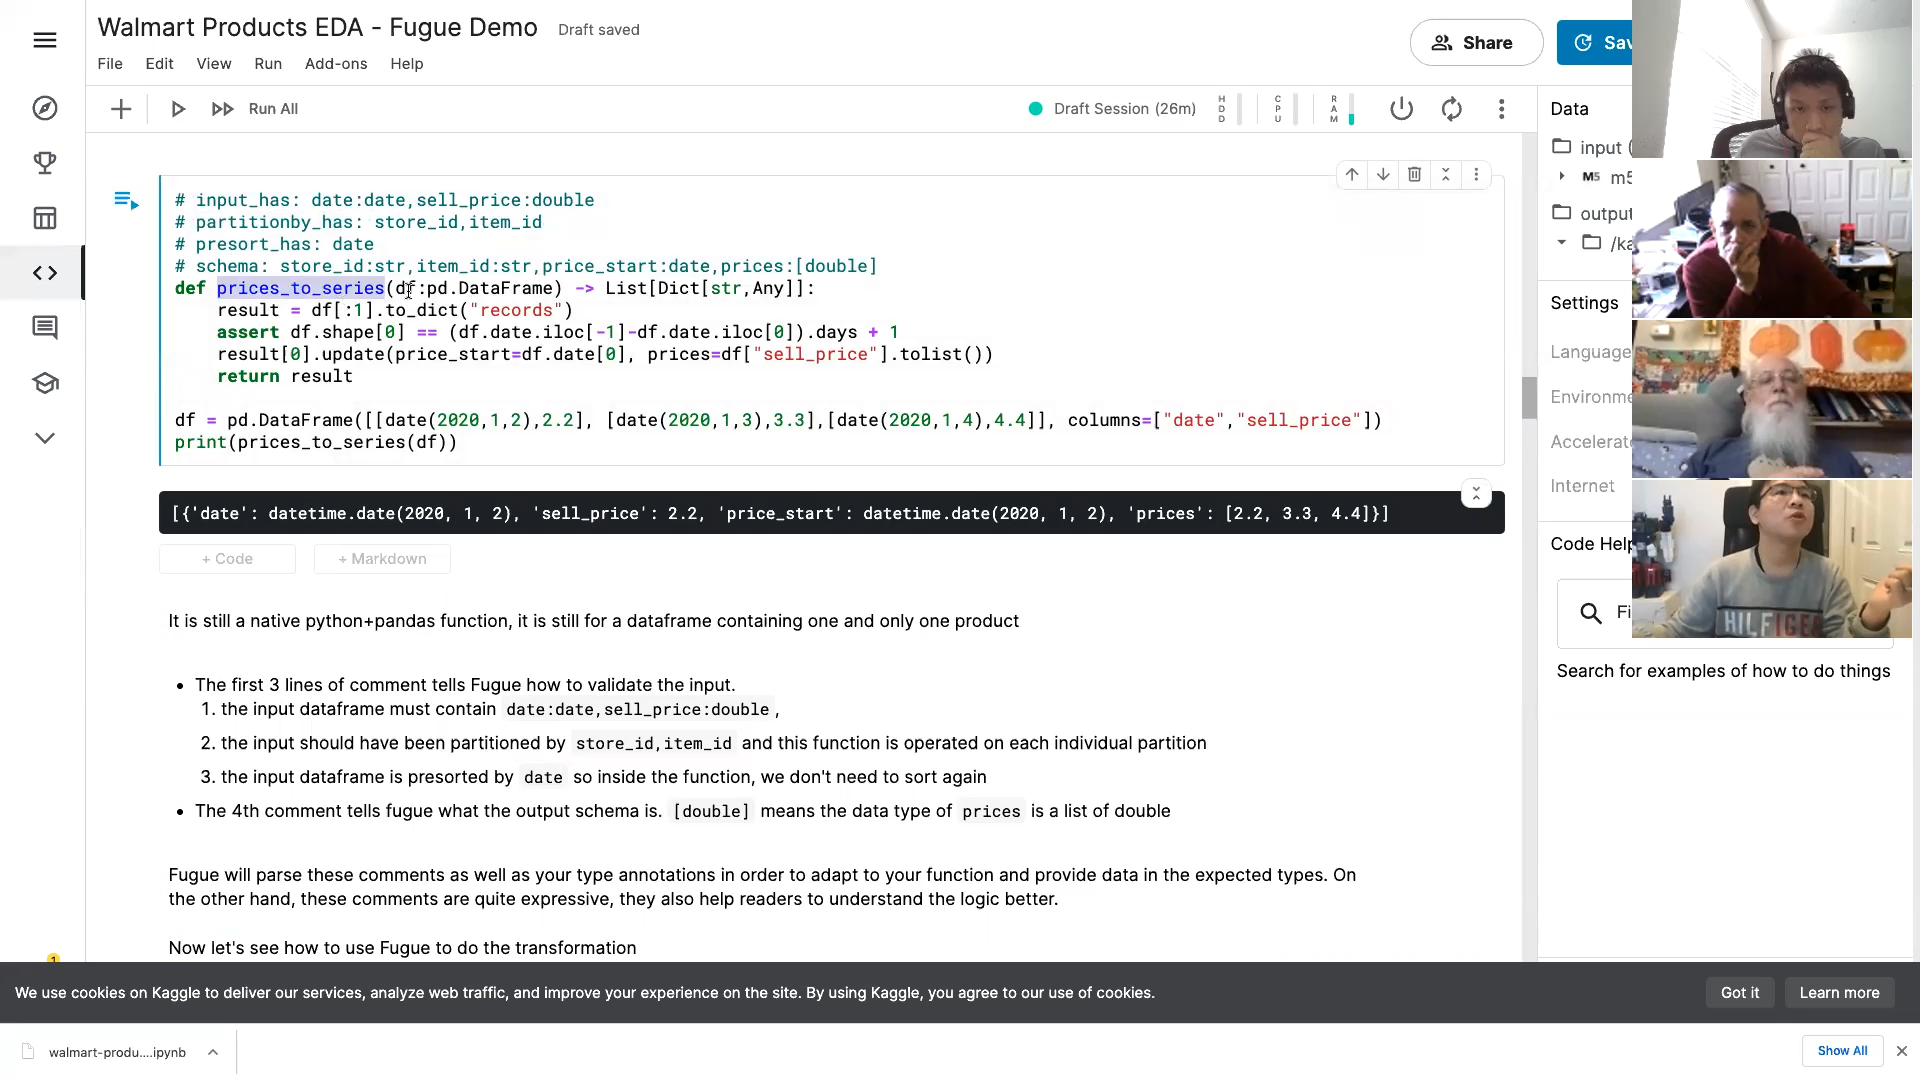 Walmart Products EDA - Fugue Demo
Draft saved
Share
Sav
File Edit View Run Add-ons Help
Run All
Draft Session (26m)
HDD
CPU
RAM
Data
input (
M5 m5
output
/ka
Settings
Language
Environme
Accelerat
Internet
Code Help
Fi
Search for examples of how to do things
# input_has: date:date,sell_price:double
# partitionby_has: store_id,item_id
# presort_has: date
# schema: store_id:str,item_id:str,price_start:date,prices:[double]
def prices_to_series(df:pd.DataFrame) -> List[Dict[str,Any]]:
result = df[:1].to_dict("records")
assert df.shape[0] == (df.date.iloc[-1]-df.date.iloc[0]).days + 1
result[0].update(price_start=df.date[0], prices=df["sell_price"].tolist())
return result
df = pd.DataFrame([[date(2020,1,2),2.2], [date(2020,1,3),3.3],[date(2020,1,4),4.4]], columns=["date","sell_price"])
print(prices_to_series(df))
[{'date': datetime.date(2020, 1, 2), 'sell_price': 2.2, 'price_start': datetime.date(2020, 1, 2), 'prices': [2.2, 3.3, 4.4]}]
+ Code + Markdown
It is still a native python+pandas function, it is still for a dataframe containing one and only one product
• The first 3 lines of comment tells Fugue how to validate the input.
1. the input dataframe must contain date:date,sell_price:double ,
2. the input should have been partitioned by store_id,item_id and this function is operated on each individual partition
3. the input dataframe is presorted by date so inside the function, we don't need to sort again
• The 4th comment tells fugue what the output schema is. [double] means the data type of prices is a list of double
Fugue will parse these comments as well as your type annotations in order to adapt to your function and provide data in the expected types. On
the other hand, these comments are quite expressive, they also help readers to understand the logic better.
Now let's see how to use Fugue to do the transformation
1
HILFIGER
We use cookies on Kaggle to deliver our services, analyze web traffic, and improve your experience on the site. By using Kaggle, you agree to our use of cookies.
Got it
Learn more
walmart-produ....ipynb
Show All